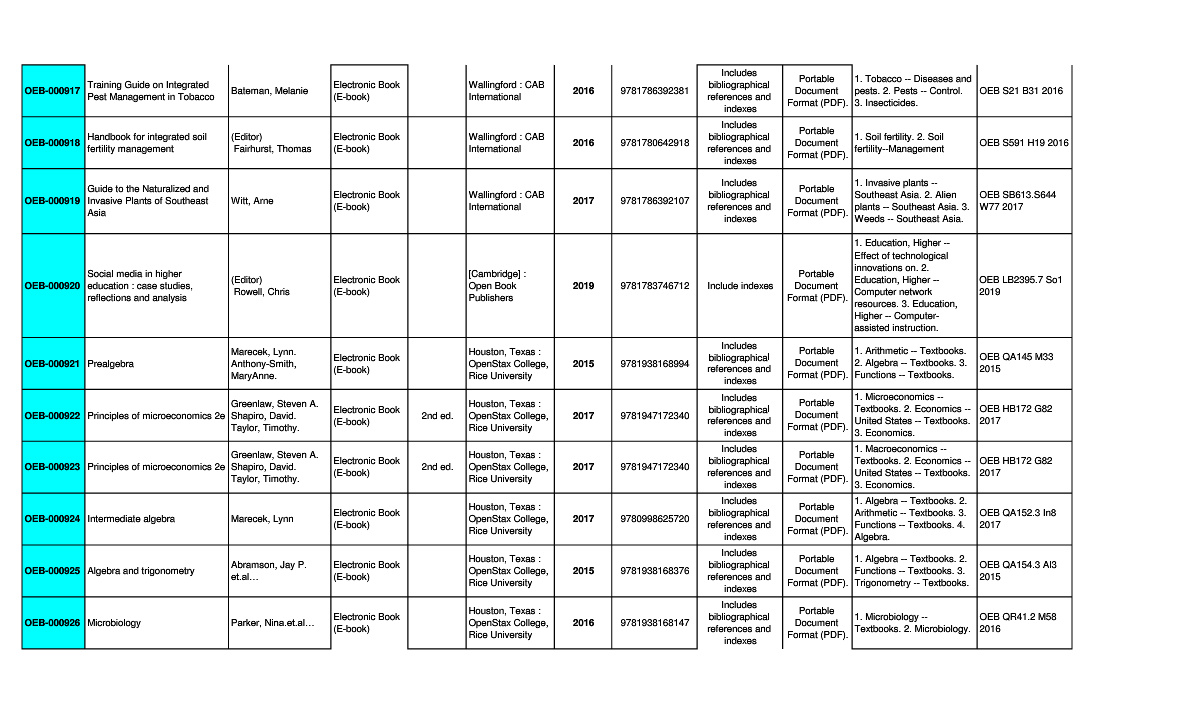 OEB-000917
Training Guide on Integrated
Pest Management in Tobacco
Bateman, Melanie
Electronic Book
(E-book)
Wallingford : CAB
International
2016
9781786392381
Includes
bibliographical
references and
indexes
Portable
Document
Format (PDF).
1. Tobacco -- Diseases and
pests. 2. Pests -- Control.
3. Insecticides.
OEB S21 B31 2016
OEB-000918
Handbook for integrated soil
fertility management
(Editor)
Fairhurst, Thomas
Electronic Book
(E-book)
Wallingford : CAB
International
2016
9781780642918
Includes
bibliographical
references and
indexes
Portable
Document
Format (PDF).
1. Soil fertility. 2. Soil
fertility--Management
OEB S591 H19 2016
OEB-000919
Guide to the Naturalized and
Invasive Plants of Southeast
Asia
Witt, Arne
Electronic Book
(E-book)
Wallingford : CAB
International
2017
9781786392107
Includes
bibliographical
references and
indexes
Portable
Document
Format (PDF).
1. Invasive plants --
Southeast Asia. 2. Alien
plants -- Southeast Asia. 3.
Weeds -- Southeast Asia.
OEB SB613.S644
W77 2017
OEB-000920
Social media in higher
education : case studies,
reflections and analysis
(Editor)
Rowell, Chris
Electronic Book
(E-book)
[Cambridge] :
Open Book
Publishers
2019
9781783746712
Include indexes
Portable
Document
Format (PDF).
1. Education, Higher --
Effect of technological
innovations on. 2.
Education, Higher --
Computer network
resources. 3. Education,
Higher -- Computer-
assisted instruction.
OEB LB2395.7 So1
2019
OEB-000921
Prealgebra
Marecek, Lynn.
Anthony-Smith,
MaryAnne.
Electronic Book
(E-book)
Houston, Texas :
OpenStax College,
Rice University
2015
9781938168994
Includes
bibliographical
references and
indexes
Portable
Document
Format (PDF).
1. Arithmetic -- Textbooks.
2. Algebra -- Textbooks. 3.
Functions -- Textbooks.
OEB QA145 M33
2015
OEB-000922
Principles of microeconomics 2e
Greenlaw, Steven A.
Shapiro, David.
Taylor, Timothy.
Electronic Book
(E-book)
2nd ed.
Houston, Texas :
OpenStax College,
Rice University
2017
9781947172340
Includes
bibliographical
references and
indexes
Portable
Document
Format (PDF).
1. Microeconomics --
Textbooks. 2. Economics --
United States -- Textbooks.
3. Economics.
OEB HB172 G82
2017
OEB-000923
Principles of microeconomics 2e
Greenlaw, Steven A.
Shapiro, David.
Taylor, Timothy.
Electronic Book
(E-book)
2nd ed.
Houston, Texas :
OpenStax College,
Rice University
2017
9781947172340
Includes
bibliographical
references and
indexes
Portable
Document
Format (PDF).
1. Macroeconomics --
Textbooks. 2. Economics --
United States -- Textbooks.
3. Economics.
OEB HB172 G82
2017
OEB-000924
Intermediate algebra
Marecek, Lynn
Electronic Book
(E-book)
Houston, Texas :
OpenStax College,
Rice University
2017
9780998625720
Includes
bibliographical
references and
indexes
Portable
Document
Format (PDF).
1. Algebra -- Textbooks. 2.
Arithmetic -- Textbooks. 3.
Functions -- Textbooks. 4.
Algebra.
OEB QA152.3 In8
2017
OEB-000925
Algebra and trigonometry
Abramson, Jay P.
et.al…
Electronic Book
(E-book)
Houston, Texas :
OpenStax College,
Rice University
2015
9781938168376
Includes
bibliographical
references and
indexes
Portable
Document
Format (PDF).
1. Algebra -- Textbooks. 2.
Functions -- Textbooks. 3.
Trigonometry -- Textbooks.
OEB QA154.3 Al3
2015
OEB-000926
Microbiology
Parker, Nina.et.al…
Electronic Book
(E-book)
Houston, Texas :
OpenStax College,
Rice University
2016
9781938168147
Includes
bibliographical
references and
indexes
Portable
Document
Format (PDF).
1. Microbiology --
Textbooks. 2. Microbiology.
OEB QR41.2 M58
2016